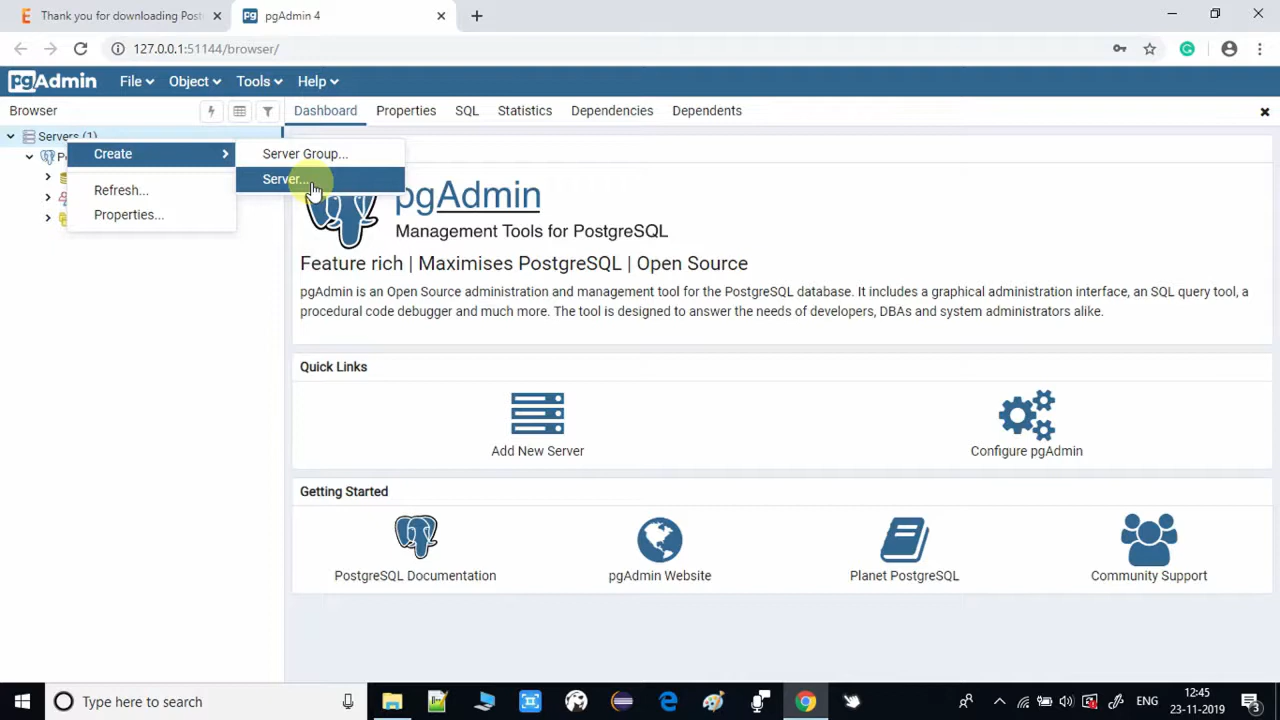 Thank you for downloading Post
pgAdmin 4
127.0.0.1:51144/browser/
pgAdmin
File
Object
Tools
Help
Browser
Dashboard
Properties
SQL
Statistics
Dependencies
Dependents
Servers (1)
P
Create
Refresh...
Properties...
Server Group...
Server...
pgAdmin
Management Tools for PostgreSQL
Feature rich | Maximises PostgreSQL | Open Source
pgAdmin is an Open Source administration and management tool for the PostgreSQL database. It includes a graphical administration interface, an SQL query tool, a
procedural code debugger and much more. The tool is designed to answer the needs of developers, DBAs and system administrators alike.
Quick Links
Add New Server
Configure pgAdmin
Getting Started
PostgreSQL Documentation
pgAdmin Website
Planet PostgreSQL
Community Support
Type here to search
ENG
12:45
23-11-2019
3